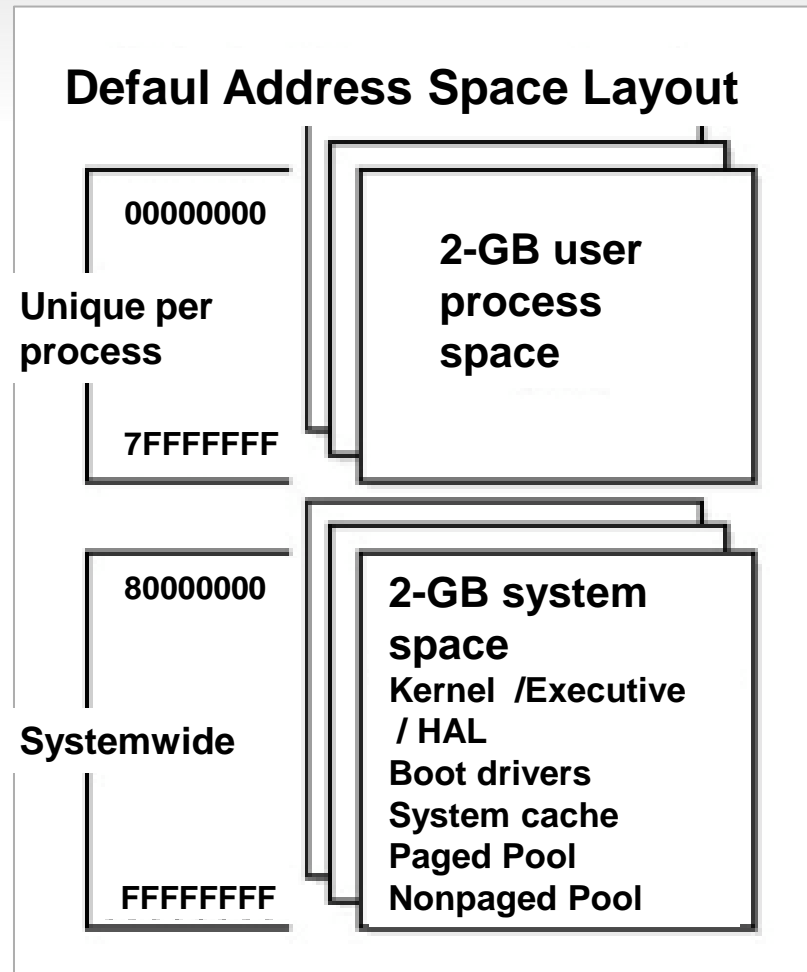 Defaul Address Space Layout
00000000
Unique per
process
7FFFFFFF
2-GB user
process
space
80000000
Systemwide
FFFFFFFF
2-GB system
space
Kernel /Executive
/ HAL
Boot drivers
System cache
Paged Pool
Nonpaged Pool